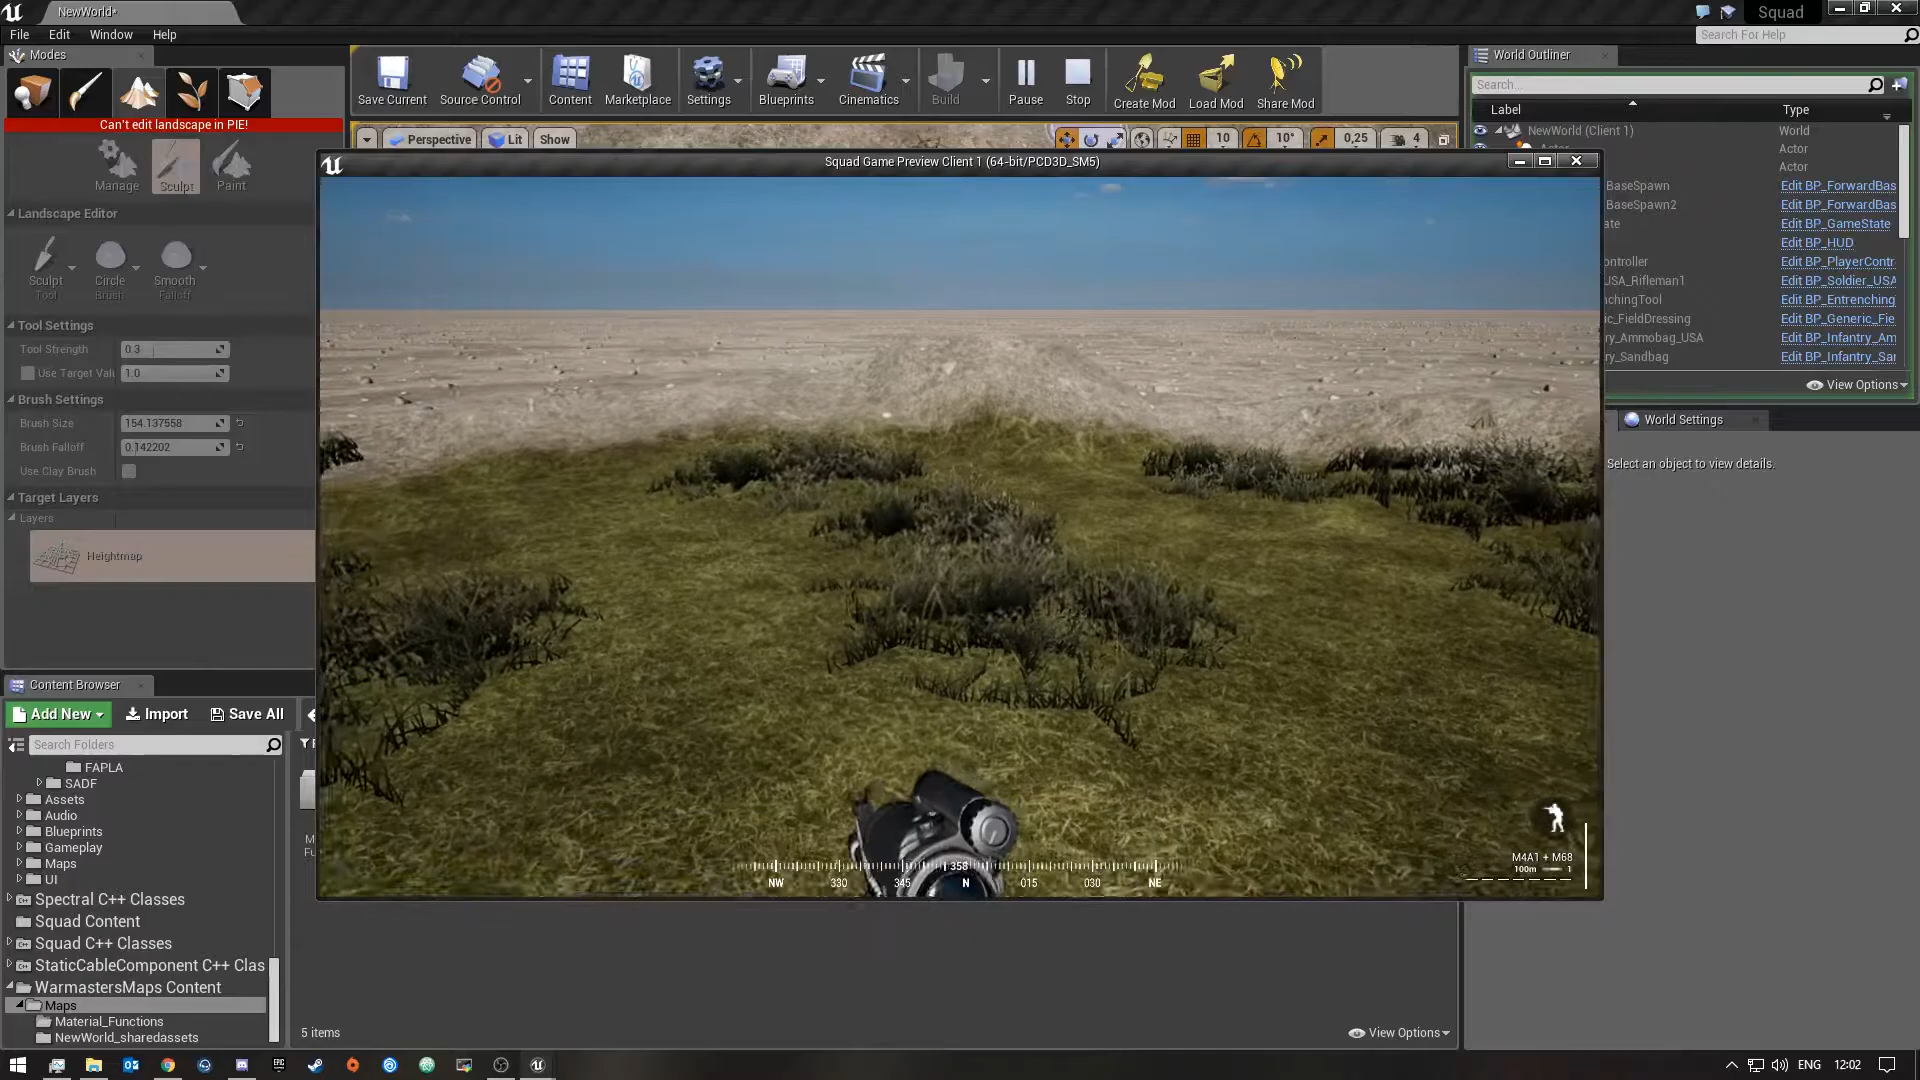 NewWorld*
Squad
File Edit Window Help
Search For Help
Modes
Save Current Source Control Content Marketplace Settings Blueprints Cinematics Build Pause Stop Create Mod Load Mod Share Mod
World Outliner
Search...
Label Type
Can't edit landscape in PIE!
Perspective Lit Show 10 10° 0,25 4
NewWorld (Client 1) World
Actor Actor
Actor
Squad Game Preview Client 1 (64-bit/PCD3D_SM5)
Manage Sculpt Paint
BaseSpawn Edit BP_ForwardBas
BaseSpawn2 Edit BP_ForwardBas
ate Edit BP_GameState
Edit BP_HUD
ontroller Edit BP_PlayerContr
USA_Rifleman1 Edit BP_Soldier_USA
nchingTool Edit BP_Entrenching
ic_FieldDressing Edit BP_Generic_Fie
ry_Ammobag_USA Edit BP_Infantry_Am
ry_Sandbag Edit BP_Infantry_Sar
View Options
Landscape Editor
Sculpt Circle Smooth
Tool Brush Falloff
Tool Settings
Tool Strength 0.3
Use Target Valu 1.0
Brush Settings
Brush Size 154.137558
Brush Falloff 0.142202
Use Clay Brush
Target Layers
Layers
Heightmap
World Settings
Select an object to view details.
Content Browser
Add New Import Save All
Search Folders
FAPLA
SADF
Assets
Audio
Blueprints
Gameplay
Maps
UI
Spectral C++ Classes
Squad Content
Squad C++ Classes
StaticCableComponent C++ Clas
WarmastersMaps Content
Maps
Material_Functions
NewWorld_sharedassets
M4A1 + M68
100m 1
358
NW 330 345 N 015 030 NE
5 items
View Options
ENG 12:02